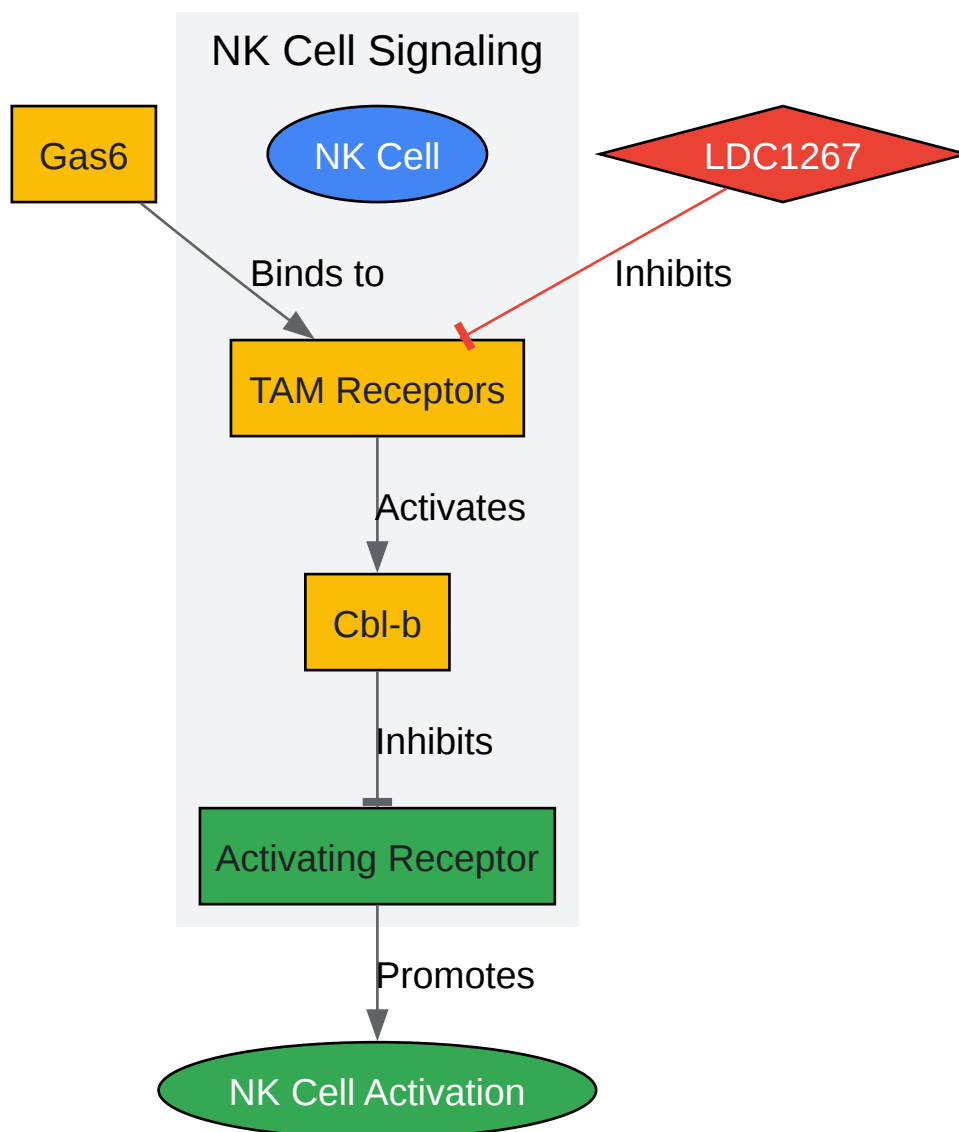 NK Cell Signaling
Gas6
NK Cell
LDC1267
Binds to
Inhibits
TAM Receptors
Activates
Cbl-b
Inhibits
Activating Receptor
Promotes
NK Cell Activation